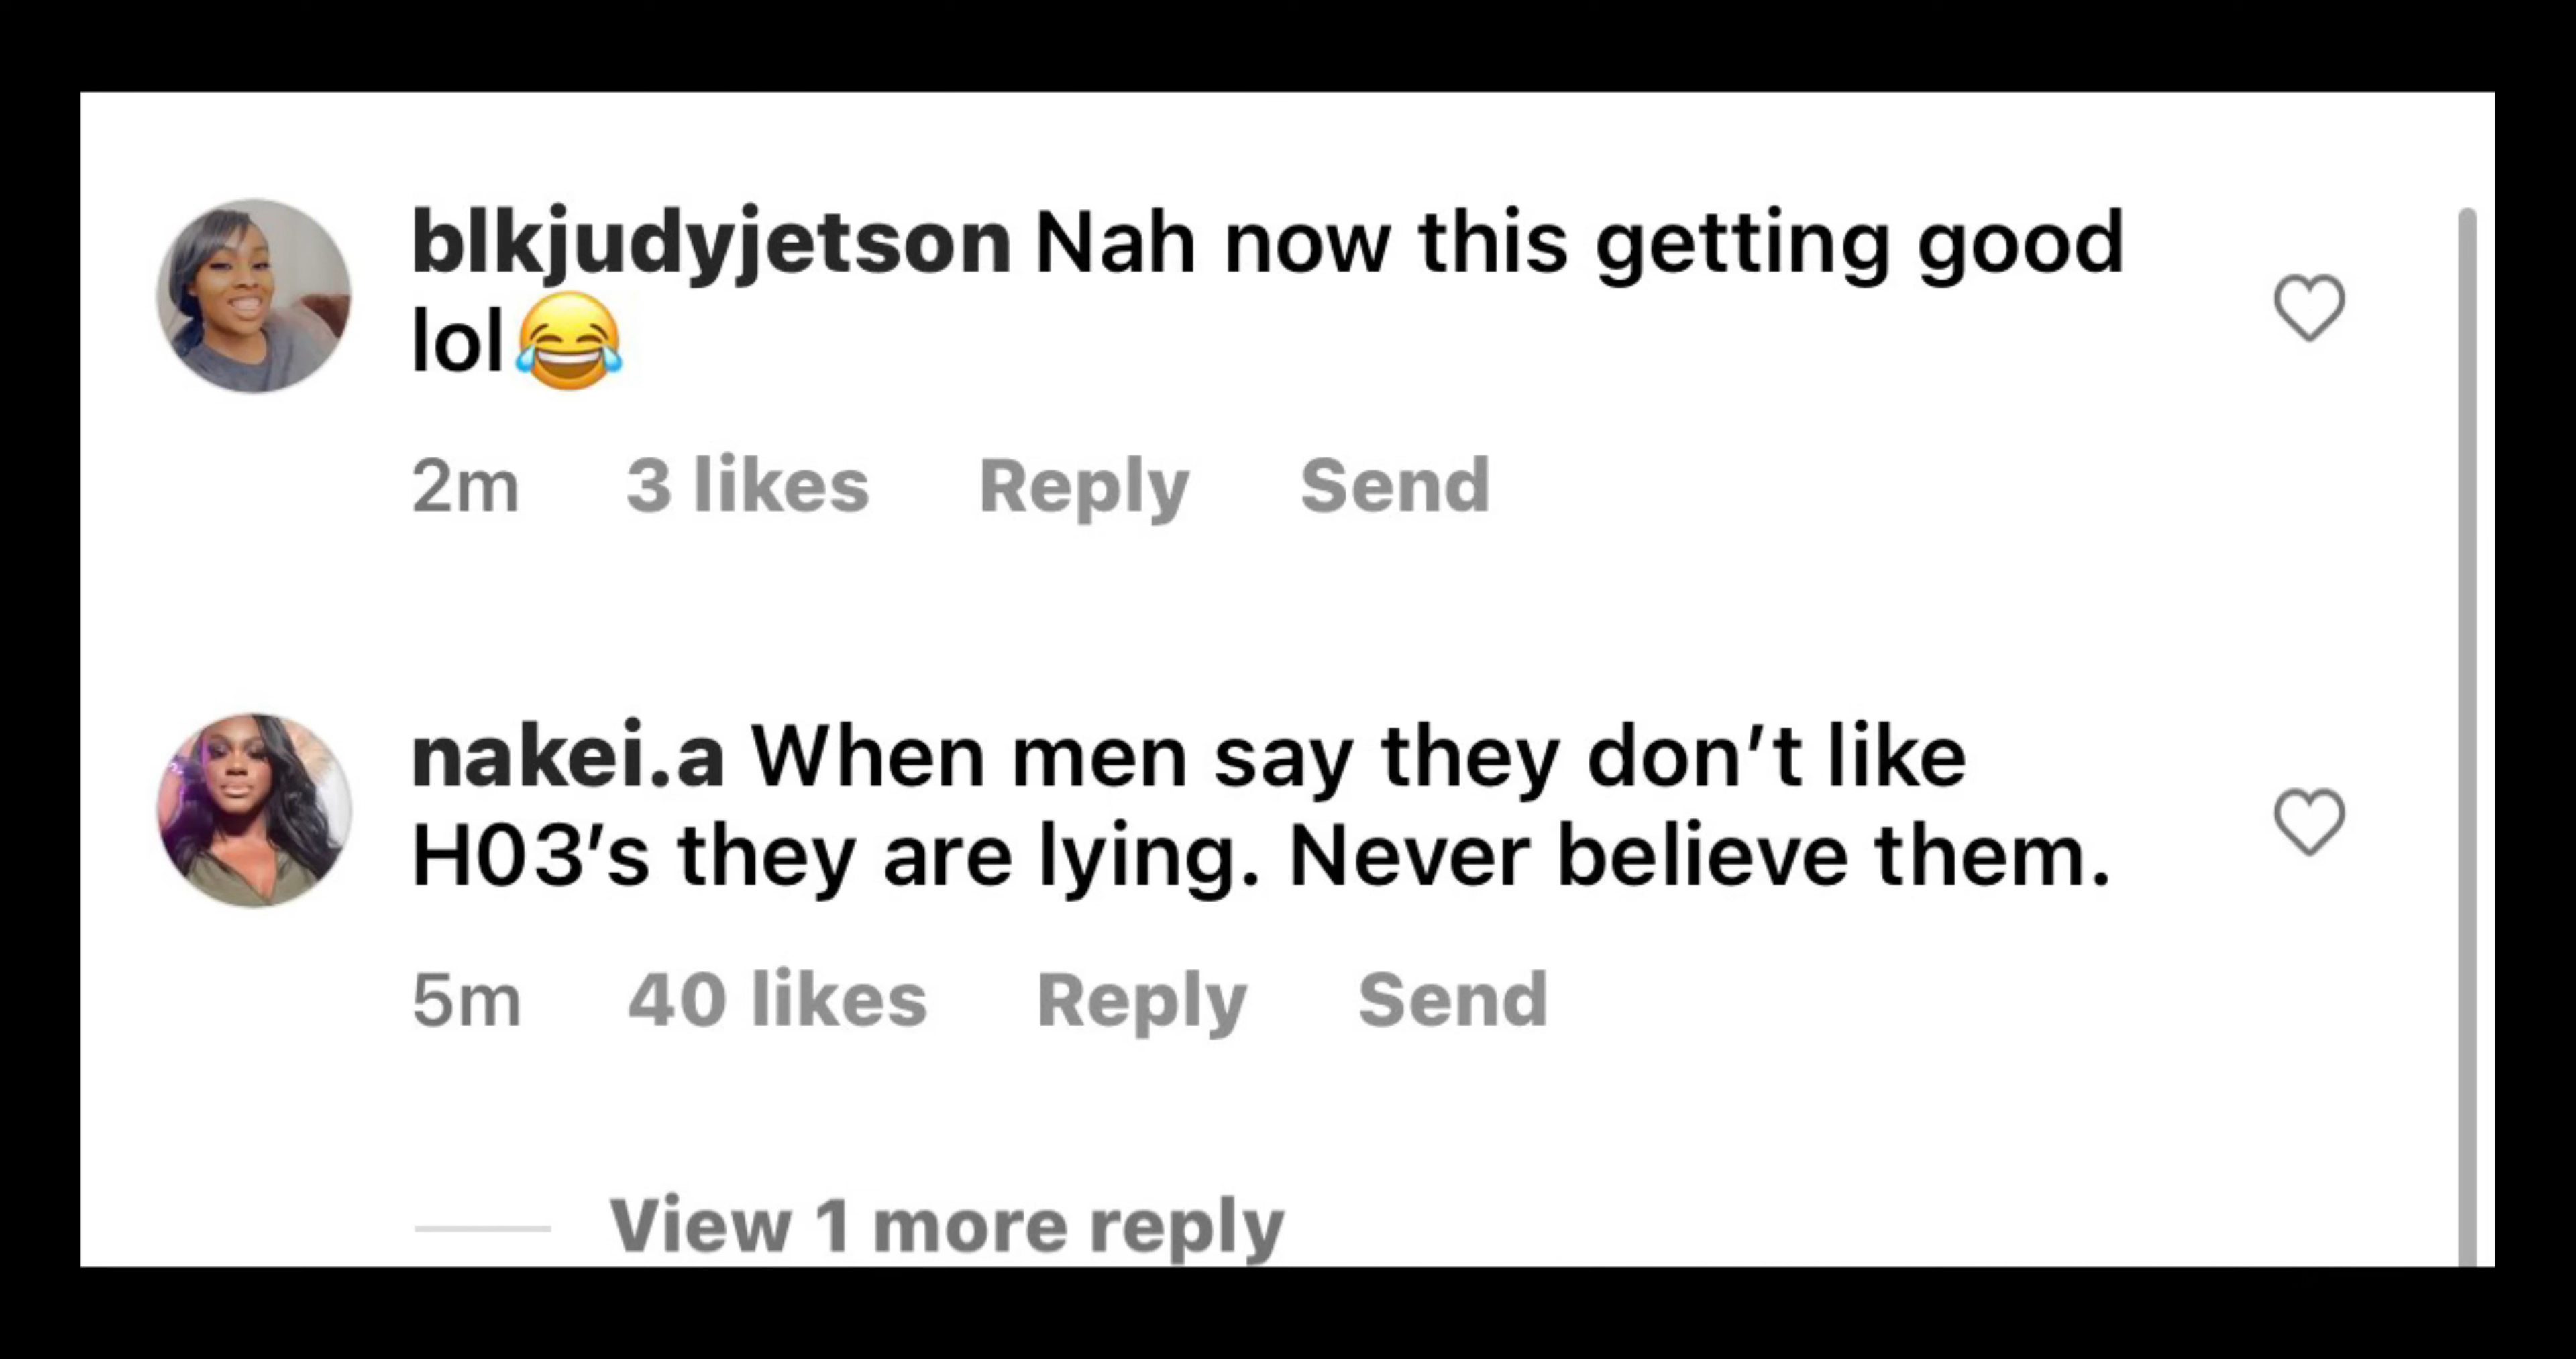 blkjudyjetson Nah now this getting good
lol😂
2m 3 likes Reply Send
nakei.a When men say they don’t like
H03’s they are lying. Never believe them.
5m 40 likes Reply Send
View 1 more reply